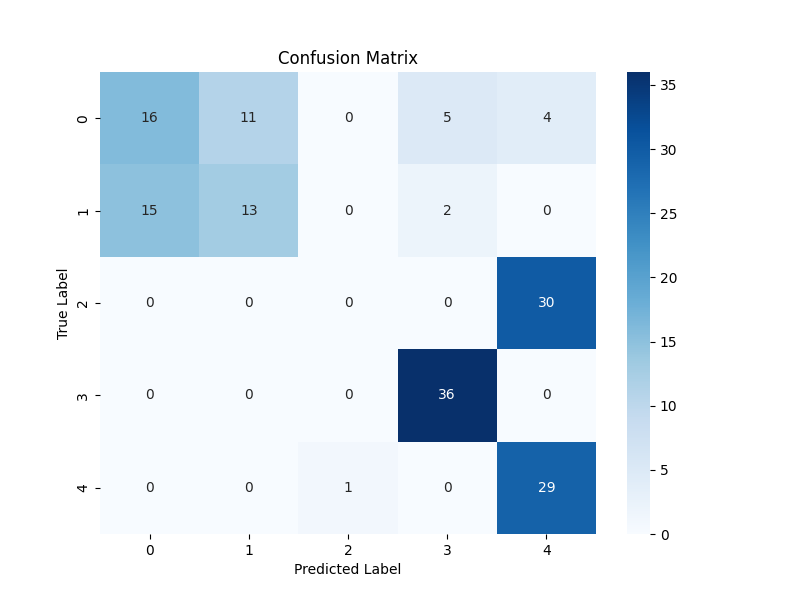 Confusion Matrix
True Label
0 16 11 0 5 4
1 15 13 0 2 0
2 0 0 0 0 30
3 0 0 0 36 0
4 0 0 1 0 29
0 1 2 3 4
Predicted Label
35
30
25
20
15
10
5
0